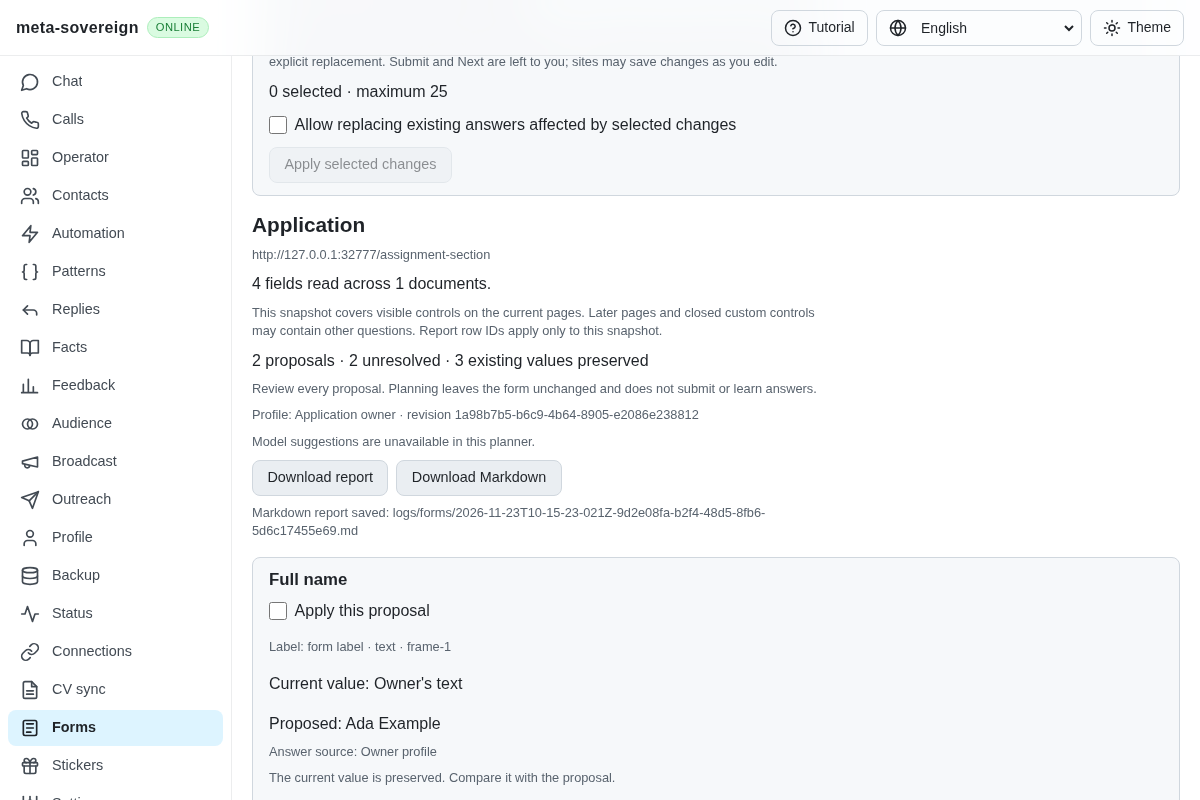 meta-sovereign
ONLINE
Tutorial
English
Theme
Chat
Calls
Operator
Contacts
Automation
Patterns
Replies
Facts
Feedback
Audience
Broadcast
Outreach
Profile
Backup
Status
Connections
CV sync
Forms
Stickers
explicit replacement. Submit and Next are left to you; sites may save changes as you edit.
0 selected · maximum 25
Allow replacing existing answers affected by selected changes
Apply selected changes
Application
http://127.0.0.1:32777/assignment-section
4 fields read across 1 documents.
This snapshot covers visible controls on the current pages. Later pages and closed custom controls
may contain other questions. Report row IDs apply only to this snapshot.
2 proposals · 2 unresolved · 3 existing values preserved
Review every proposal. Planning leaves the form unchanged and does not submit or learn answers.
Profile: Application owner · revision 1a98b7b5-b6c9-4b64-8905-e2086e238812
Model suggestions are unavailable in this planner.
Download report
Download Markdown
Markdown report saved: logs/forms/2026-11-23T10-15-23-021Z-9d2e08fa-b2f4-48d5-8fb6-
5d6c17455e69.md
Full name
Apply this proposal
Label: form label · text · frame-1
Current value: Owner's text
Proposed: Ada Example
Answer source: Owner profile
The current value is preserved. Compare it with the proposal.